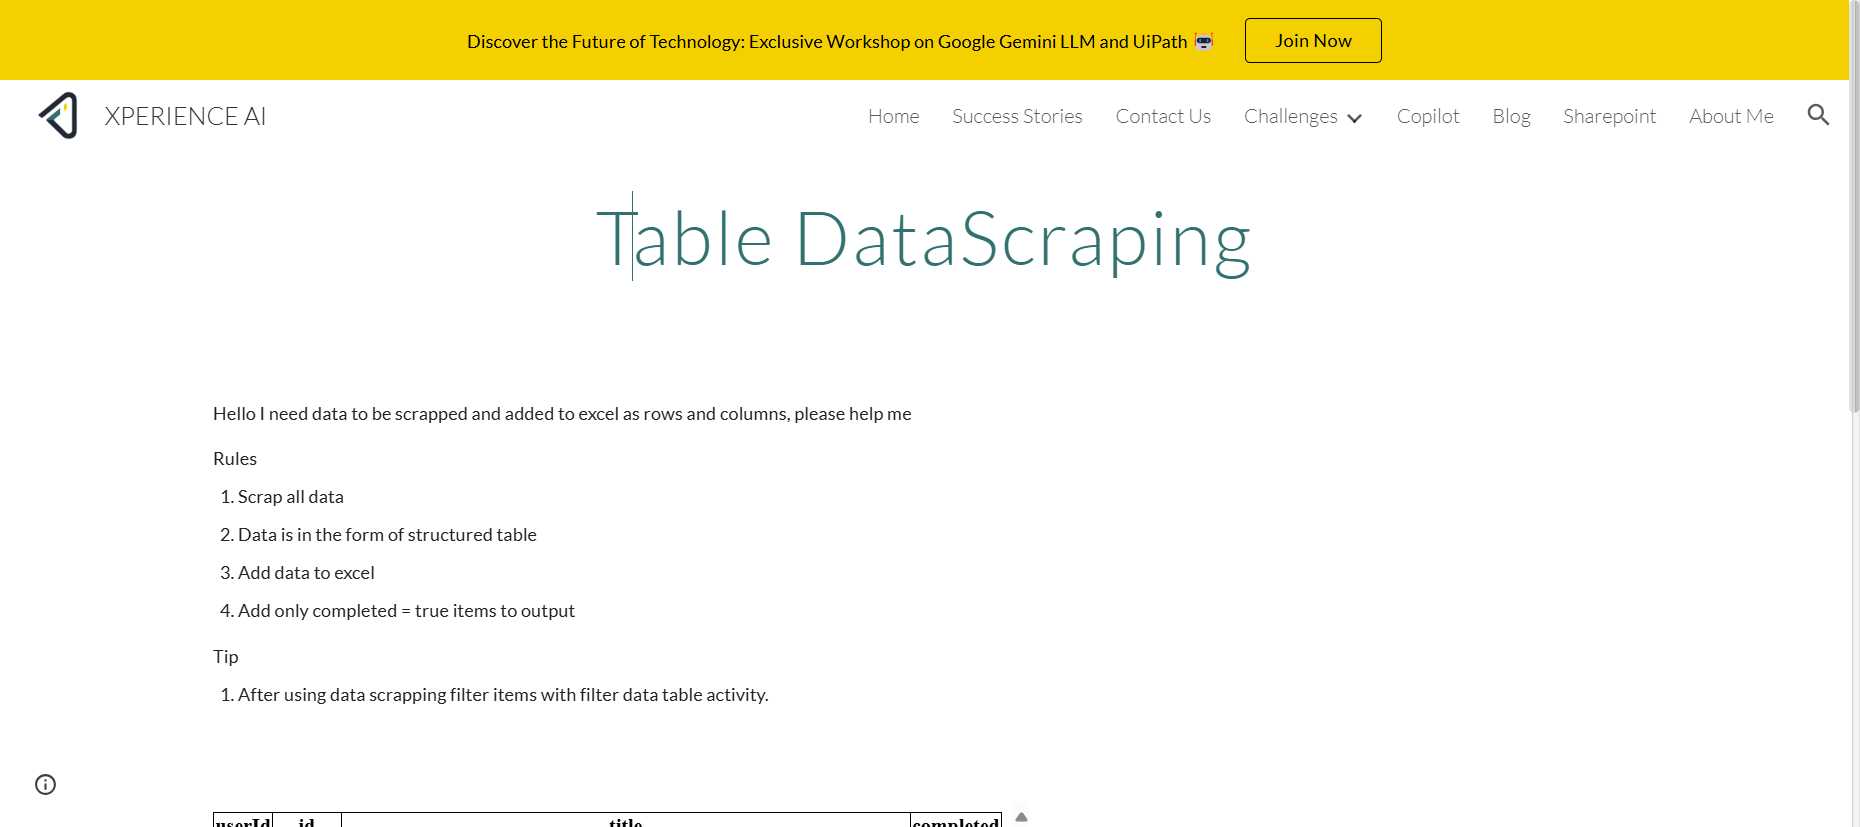 Discover the Future of Technology: Exclusive Workshop on Google Gemini LLM and UiPath 🤖 Join Now
XPERIENCE AI Home Success Stories Contact Us Challenges Copilot Blog Sharepoint About Me
Table DataScraping
Hello I need data to be scrapped and added to excel as rows and columns, please help me
Rules
1. Scrap all data
2. Data is in the form of structured table
3. Add data to excel
4. Add only completed = true items to output
Tip
1. After using data scrapping filter items with filter data table activity.
userId id title completed